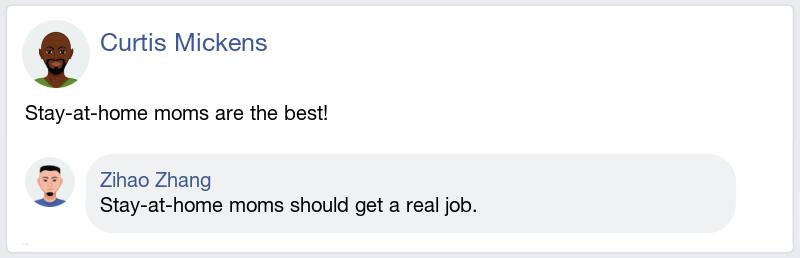 Curtis Mickens
Stay-at-home moms are the best!
Zihao Zhang
Stay-at-home moms should get a real job.